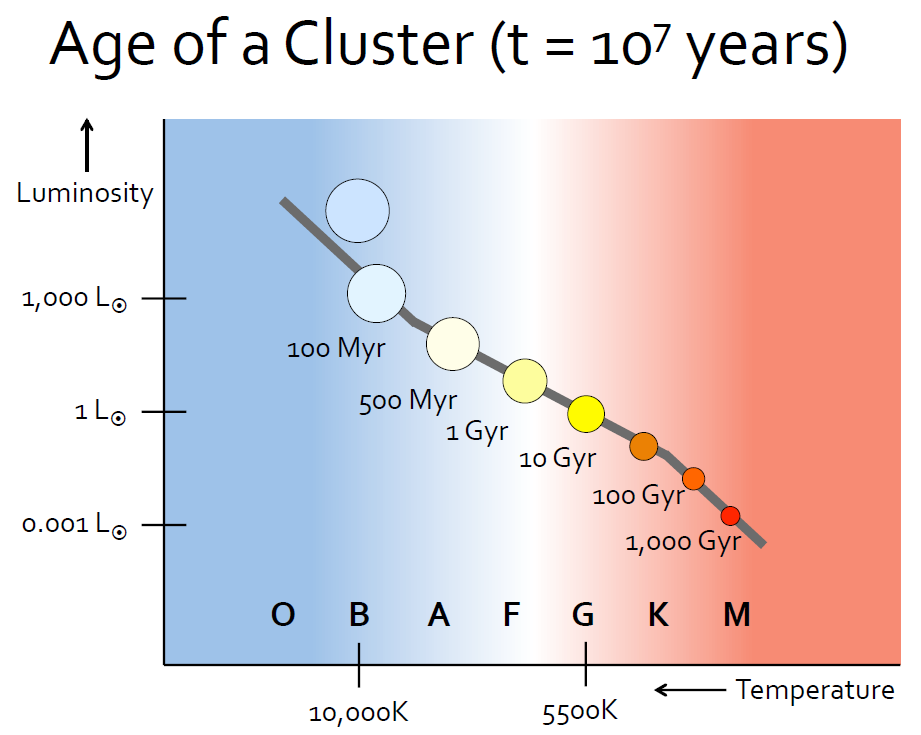 Age of a Cluster (t = 10⁷ years)
Luminosity
1,000 L☉
100 Myr
500 Myr
1 L☉
1 Gyr
10 Gyr
100 Gyr
0.001 L☉
1,000 Gyr
O B A F G K M
Temperature
10,000K
5500K